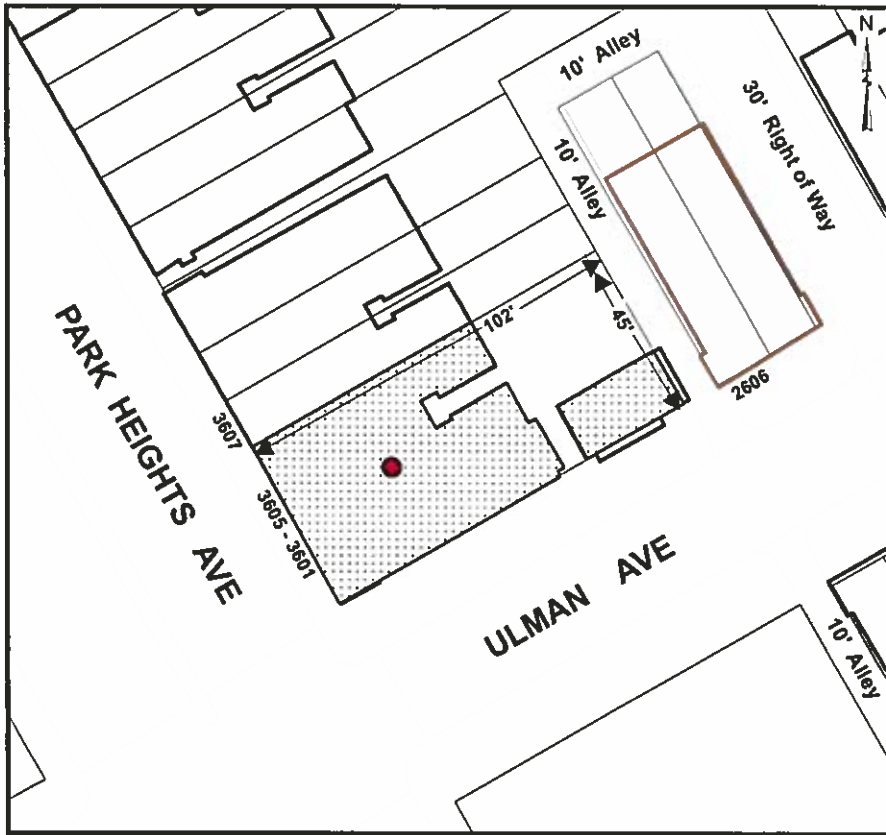 N
10' Alley
30' Right of Way
10' Alley
PARK HEIGHTS AVE
102'
45'
2606
3607
3605 - 3601
ULMAN AVE
10' Alley